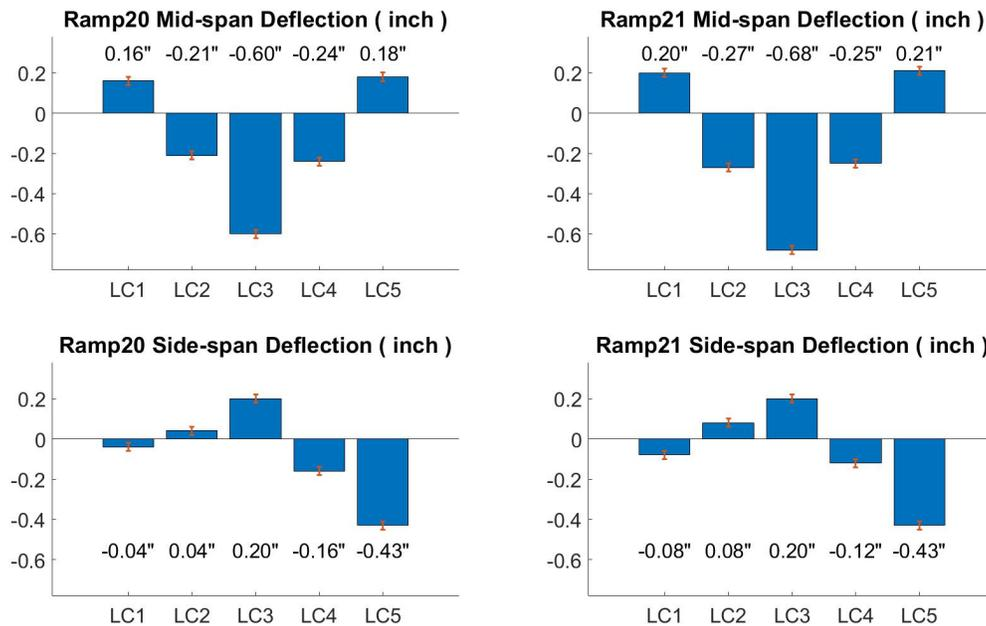 Ramp20 Mid-span Deflection ( inch )
0.16" -0.21" -0.60" -0.24" 0.18"
0.2
0
-0.2
-0.4
-0.6
LC1 LC2 LC3 LC4 LC5
Ramp21 Mid-span Deflection ( inch )
0.20" -0.27" -0.68" -0.25" 0.21"
0.2
0
-0.2
-0.4
-0.6
LC1 LC2 LC3 LC4 LC5
Ramp20 Side-span Deflection ( inch )
0.2
0
-0.2
-0.4
-0.04" 0.04" 0.20" -0.16" -0.43"
-0.6
LC1 LC2 LC3 LC4 LC5
Ramp21 Side-span Deflection ( inch )
0.2
0
-0.2
-0.4
-0.08" 0.08" 0.20" -0.12" -0.43"
-0.6
LC1 LC2 LC3 LC4 LC5